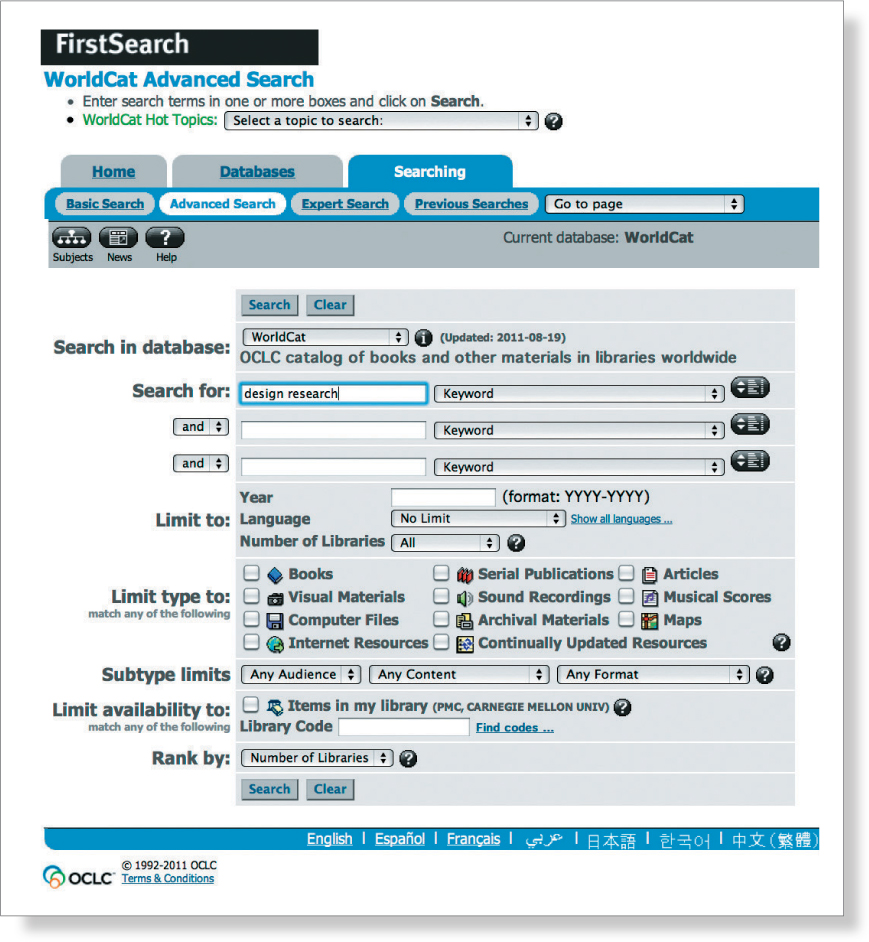 FirstSearch
WorldCat Advanced Search
• Enter search terms in one or more boxes and click on Search.
• WorldCat Hot Topics: Select a topic to search: ?
Home Databases Searching
Basic Search Advanced Search Expert Search Previous Searches Go to page
Subjects News Help Current database: WorldCat
Search Clear
Search in database: WorldCat (Updated: 2011-08-19)
OCLC catalog of books and other materials in libraries worldwide
Search for: design research Keyword
and Keyword
and Keyword
Year (format: YYYY-YYYY)
Limit to: Language No Limit Show all languages ...
Number of Libraries All ?
Books Serial Publications Articles
Limit type to: Visual Materials Sound Recordings Musical Scores
match any of the following Computer Files Archival Materials Maps
Internet Resources Continually Updated Resources ?
Subtype limits Any Audience Any Content Any Format ?
Limit availability to: Items in my library (PMC, CARNEGIE MELLON UNIV) ?
match any of the following Library Code Find codes ...
Rank by: Number of Libraries ?
Search Clear
English | Español | Français | عربي | 日本語 | 한국어 | 中文(繁體)
© 1992-2011 OCLC
OCLC Terms & Conditions